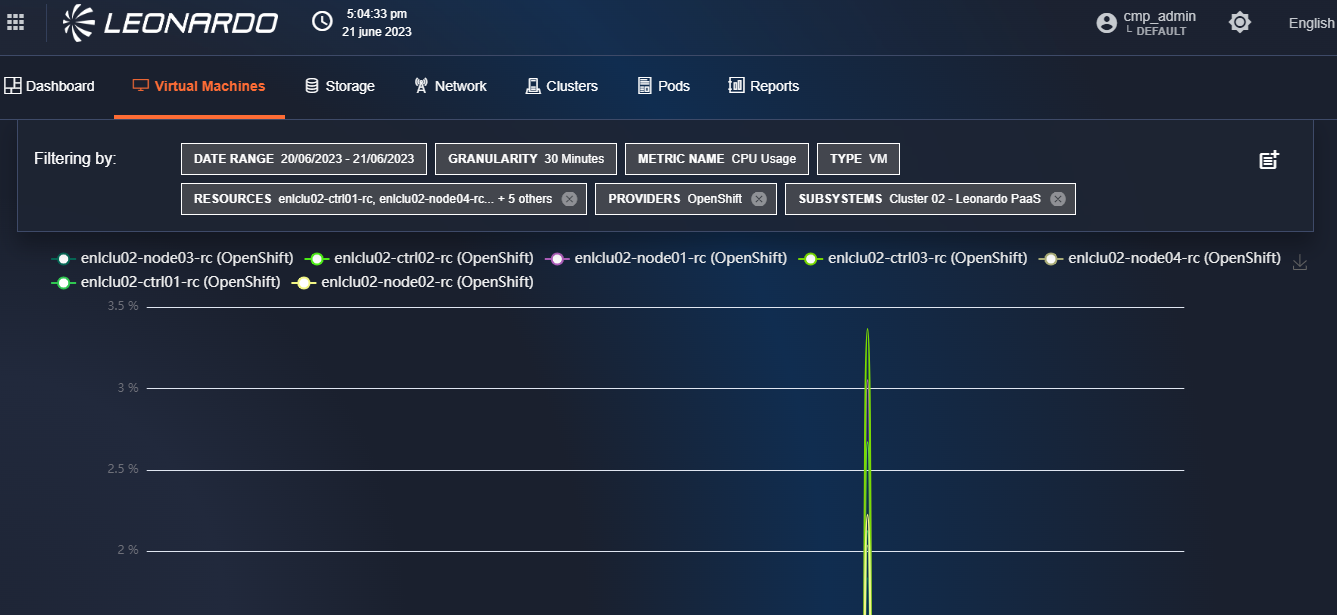 LEONARDO
5:04:33 pm
21 june 2023
cmp_admin
DEFAULT
English
Dashboard
Virtual Machines
Storage
Network
Clusters
Pods
Reports
Filtering by:
DATE RANGE 20/06/2023 - 21/06/2023
GRANULARITY 30 Minutes
METRIC NAME CPU Usage
TYPE VM
RESOURCES enlclu02-ctrl01-rc, enlclu02-node04-rc... + 5 others
PROVIDERS OpenShift
SUBSYSTEMS Cluster 02 - Leonardo PaaS
enlclu02-node03-rc (OpenShift)
enlclu02-ctrl02-rc (OpenShift)
enlclu02-node01-rc (OpenShift)
enlclu02-ctrl03-rc (OpenShift)
enlclu02-node04-rc (OpenShift)
enlclu02-ctrl01-rc (OpenShift)
enlclu02-node02-rc (OpenShift)
3.5 %
3 %
2.5 %
2 %